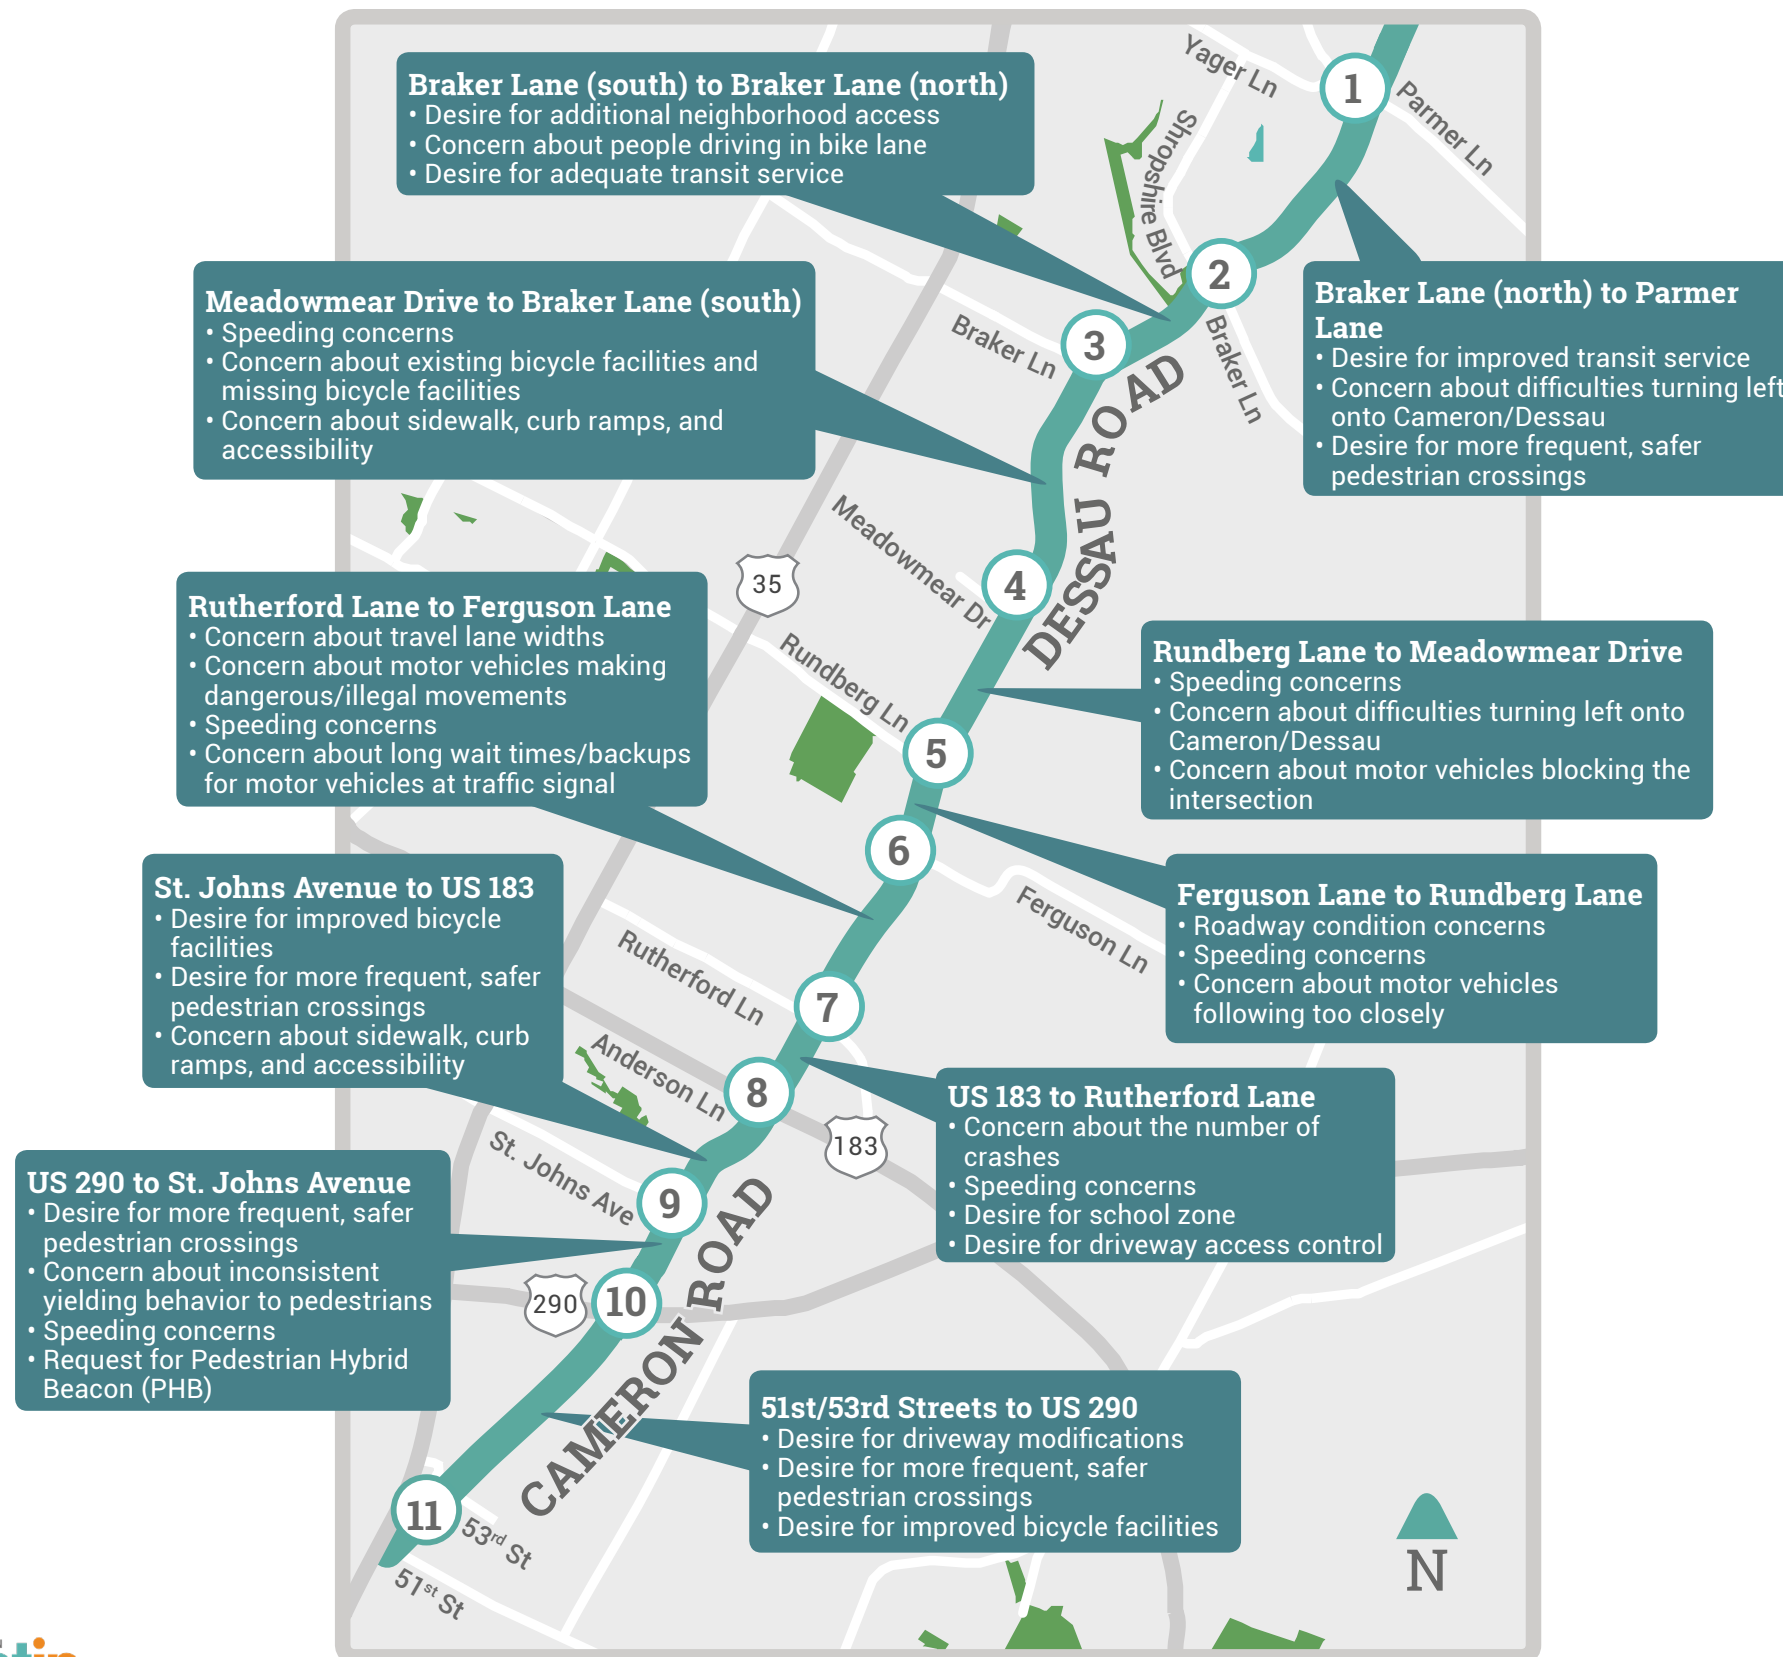 Yager Ln
1
Parmer Ln
Braker Lane (south) to Braker Lane (north)
• Desire for additional neighborhood access
• Concern about people driving in bike lane
• Desire for adequate transit service
Shropshire Blvd
2
Braker Lane (north) to Parmer
Lane
• Desire for improved transit service
• Concern about difficulties turning left
onto Cameron/Dessau
• Desire for more frequent, safer
pedestrian crossings
Meadowmear Drive to Braker Lane (south)
• Speeding concerns
• Concern about existing bicycle facilities and
missing bicycle facilities
• Concern about sidewalk, curb ramps, and
accessibility
Braker Ln
3
Braker Ln
DESSAU ROAD
Meadowmear Dr
4
35
Rutherford Lane to Ferguson Lane
• Concern about travel lane widths
• Concern about motor vehicles making
dangerous/illegal movements
• Speeding concerns
• Concern about long wait times/backups
for motor vehicles at traffic signal
Rundberg Ln
5
Rundberg Lane to Meadowmear Drive
• Speeding concerns
• Concern about difficulties turning left onto
Cameron/Dessau
• Concern about motor vehicles blocking the
intersection
6
Ferguson Ln
Ferguson Lane to Rundberg Lane
• Roadway condition concerns
• Speeding concerns
• Concern about motor vehicles
following too closely
St. Johns Avenue to US 183
• Desire for improved bicycle
facilities
• Desire for more frequent, safer
pedestrian crossings
• Concern about sidewalk, curb
ramps, and accessibility
Rutherford Ln
7
Anderson Ln
8
183
US 183 to Rutherford Lane
• Concern about the number of
crashes
• Speeding concerns
• Desire for school zone
• Desire for driveway access control
St. Johns Ave
9
US 290 to St. Johns Avenue
• Desire for more frequent, safer
pedestrian crossings
• Concern about inconsistent
yielding behavior to pedestrians
• Speeding concerns
• Request for Pedestrian Hybrid
Beacon (PHB)
290
10
CAMERON ROAD
51st/53rd Streets to US 290
• Desire for driveway modifications
• Desire for more frequent, safer
pedestrian crossings
• Desire for improved bicycle facilities
11
53rd St
51st St
N